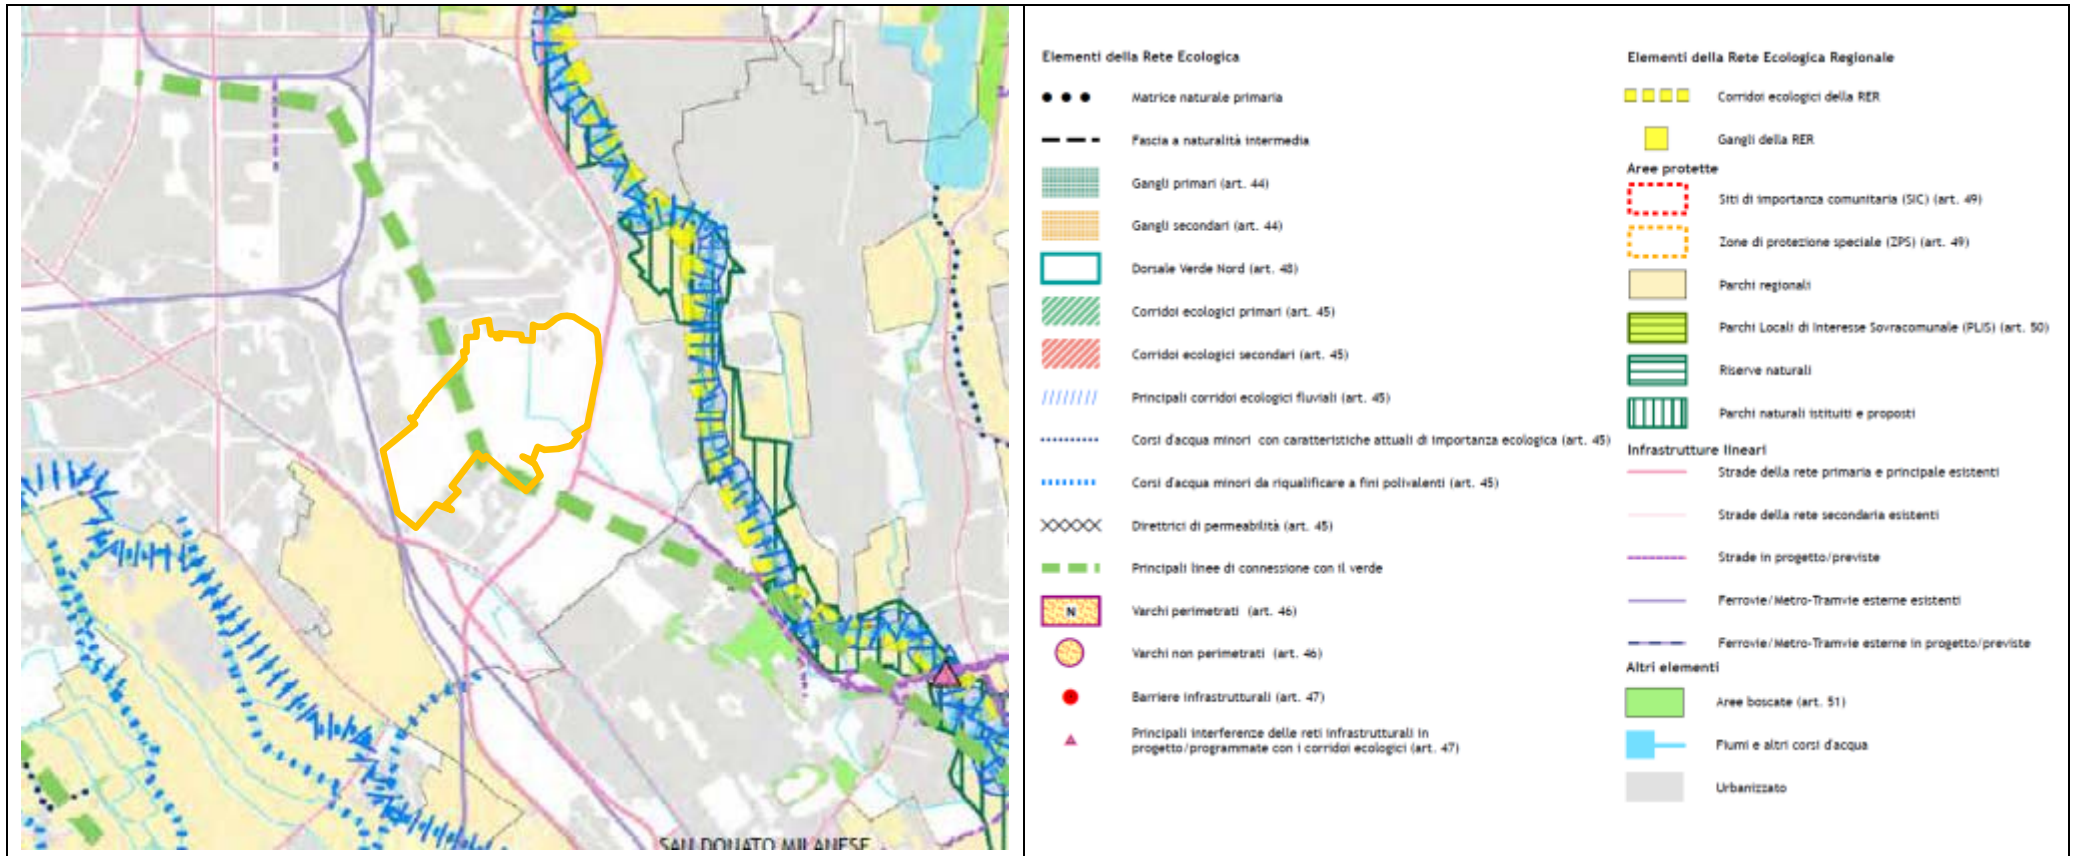 SAN DONATO MILANESE
Elementi della Rete Ecologica
Matrice naturale primaria
Fascia a naturalità intermedia
Gangli primari (art. 44)
Gangli secondari (art. 44)
Dorsale Verde Nord (art. 48)
Corridoi ecologici primari (art. 45)
Corridoi ecologici secondari (art. 45)
Principali corridoi ecologici fluviali (art. 45)
Corsi d'acqua minori con caratteristiche attuali di importanza ecologica (art. 45)
Corsi d'acqua minori da riqualificare a fini polivalenti (art. 45)
Direttrici di permeabilità (art. 45)
Principali linee di connessione con il verde
N
Varchi perimetrati (art. 46)
Varchi non perimetrati (art. 46)
Barriere infrastrutturali (art. 47)
Principali interferenze delle reti infrastrutturali in
progetto/programmate con i corridoi ecologici (art. 47)
Elementi della Rete Ecologica Regionale
Corridoi ecologici della RER
Gangli della RER
Aree protette
Siti di importanza comunitaria (SIC) (art. 49)
Zone di protezione speciale (ZPS) (art. 49)
Parchi regionali
Parchi Locali di Interesse Sovracomunale (PLIS) (art. 50)
Riserve naturali
Parchi naturali istituiti e proposti
Infrastrutture lineari
Strade della rete primaria e principale esistenti
Strade della rete secondaria esistenti
Strade in progetto/previste
Ferrovie/Metro-Tramvie esterne esistenti
Ferrovie/Metro-Tramvie esterne in progetto/previste
Altri elementi
Aree boscate (art. 51)
Fiumi e altri corsi d'acqua
Urbanizzato